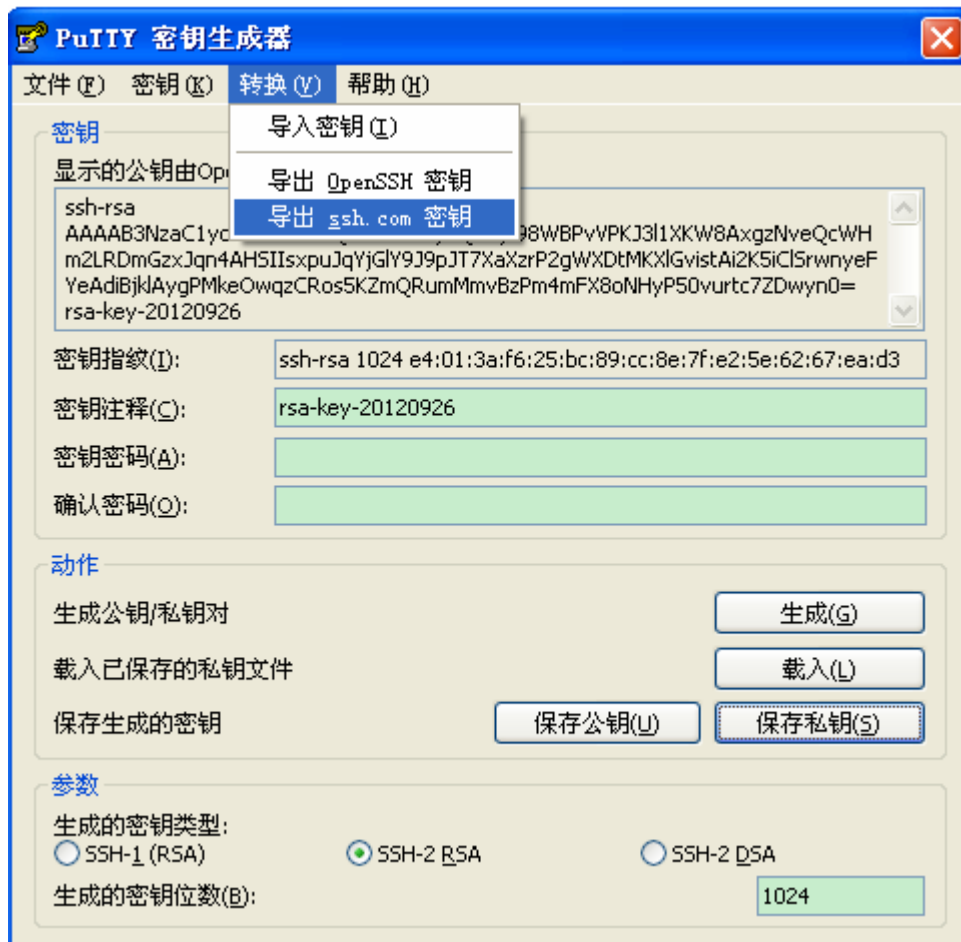 PuTTY 密钥生成器
文件(F) 密钥(K) 转换(V) 帮助(H)
导入密钥(I)
导出 OpenSSH 密钥
导出 ssh.com 密钥
密钥
显示的公钥由Ope
ssh-rsa
AAAAB3NzaC1yc 98WBPvVPKJ3l1XKW8AxgzNveQcWH
m2LRDmGzxJqn4AH5IIsxpuJqYjGlY9J9pJT7XaXzrP2gWXDtMKXlGvistAi2K5iClSrwnyeF
YeAdiBjklAygPMkeOwqzCRos5KZmQRumMmvBzPm4mFX8oNHyP50vurtc7ZDwyn0=
rsa-key-20120926
密钥指纹(I): ssh-rsa 1024 e4:01:3a:f6:25:bc:89:cc:8e:7f:e2:5e:62:67:ea:d3
密钥注释(C): rsa-key-20120926
密钥密码(A):
确认密码(O):
动作
生成公钥/私钥对 生成(G)
载入已保存的私钥文件 载入(L)
保存生成的密钥 保存公钥(U) 保存私钥(S)
参数
生成的密钥类型:
SSH-1 (RSA) SSH-2 RSA SSH-2 DSA
生成的密钥位数(B): 1024